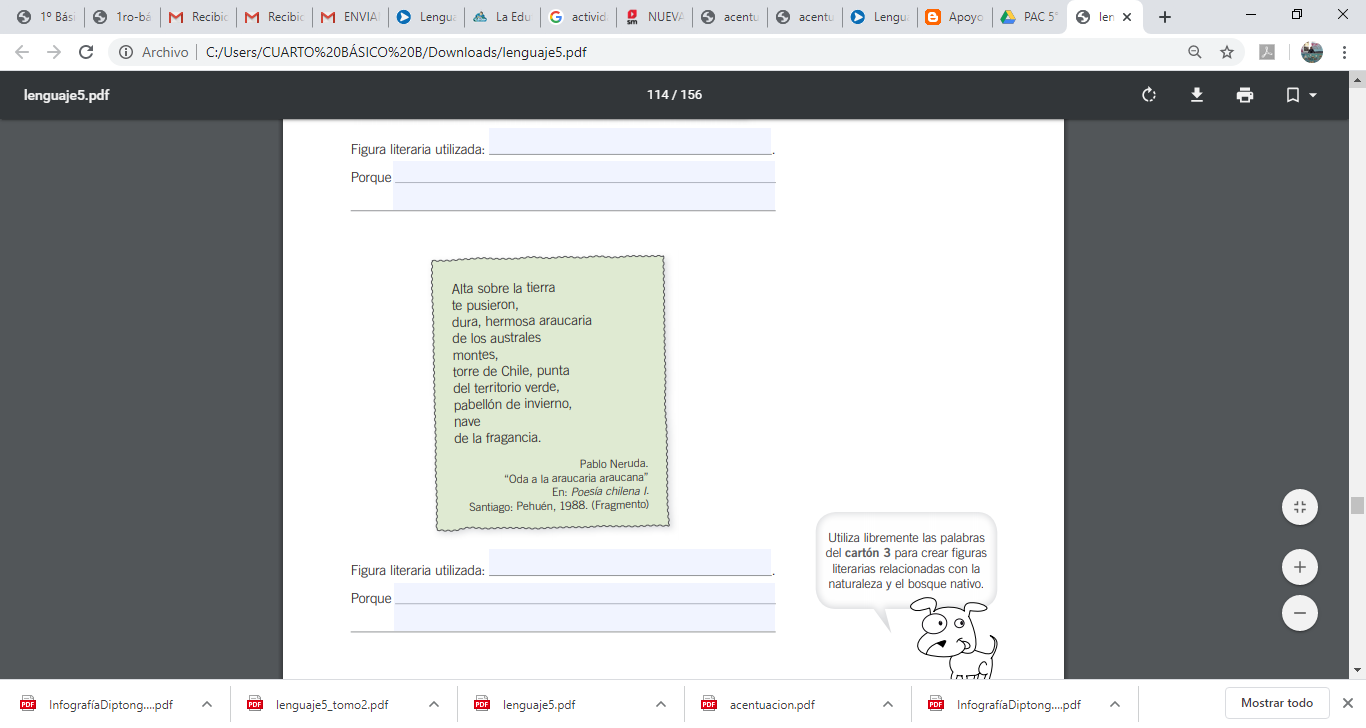 1º Bási
1ro-bá
Recibic
Recibic
ENVIAI
Lengua
La Edu
activid
NUEVA
acentu
acentu
Lengu
Apoyo
PAC 5°
len
Archivo
C:/Users/CUARTO%20BÁSICO%20B/Downloads/lenguaje5.pdf
lenguaje5.pdf
114 / 156
Figura literaria utilizada: .
Porque
Alta sobre la tierra
te pusieron,
dura, hermosa araucaria
de los australes
montes,
torre de Chile, punta
del territorio verde,
pabellón de invierno,
nave
de la fragancia.
Pablo Neruda.
“Oda a la araucaria araucana”
En: Poesía chilena I.
Santiago: Pehuén, 1988. (Fragmento)
Utiliza libremente las palabras
del cartón 3 para crear figuras
literarias relacionadas con la
naturaleza y el bosque nativo.
Figura literaria utilizada: .
Porque
InfografíaDiptong....pdf
lenguaje5_tomo2.pdf
lenguaje5.pdf
acentuacion.pdf
InfografíaDiptong....pdf
Mostrar todo